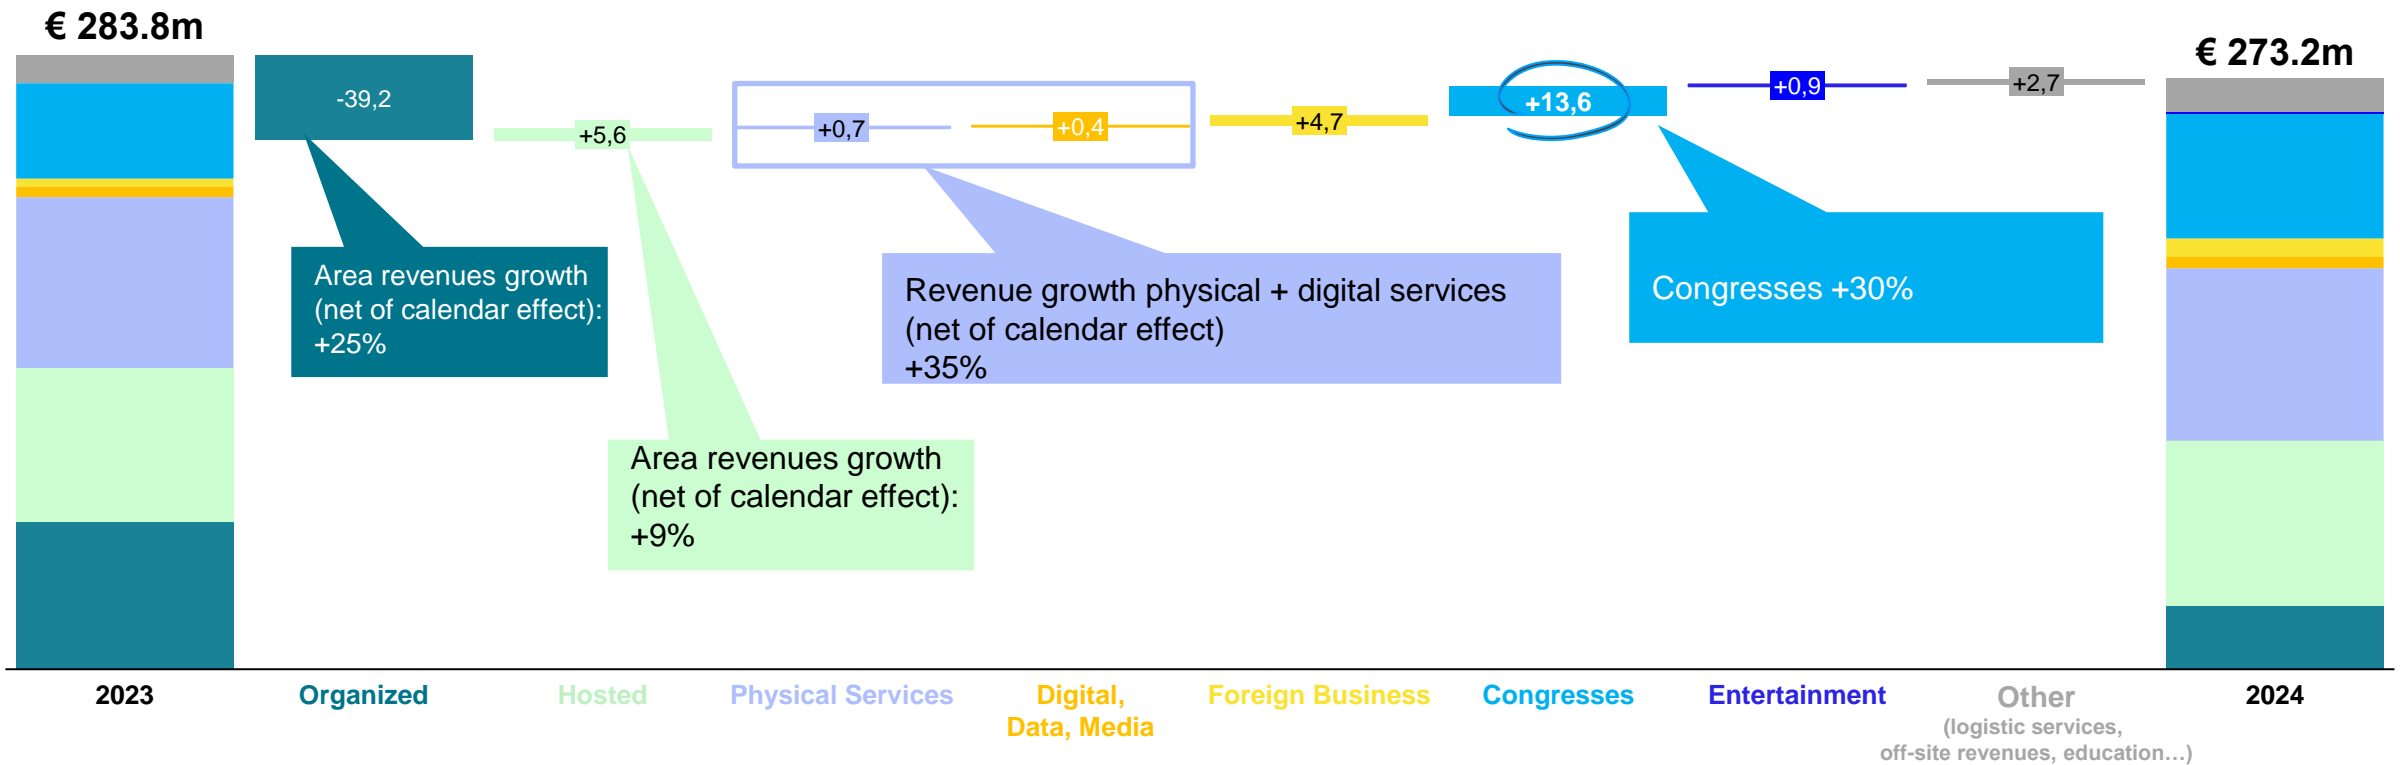 € 283.8m
€ 273.2m
-39,2
+5,6
+0,7
+0,4
+4,7
+13,6
+0,9
+2,7
Area revenues growth
(net of calendar effect):
+25%
Revenue growth physical + digital services
(net of calendar effect)
+35%
Congresses +30%
Area revenues growth
(net of calendar effect):
+9%
2023
Organized
Hosted
Physical Services
Digital,
Data, Media
Foreign Business
Congresses
Entertainment
Other
(logistic services,
off-site revenues, education…)
2024